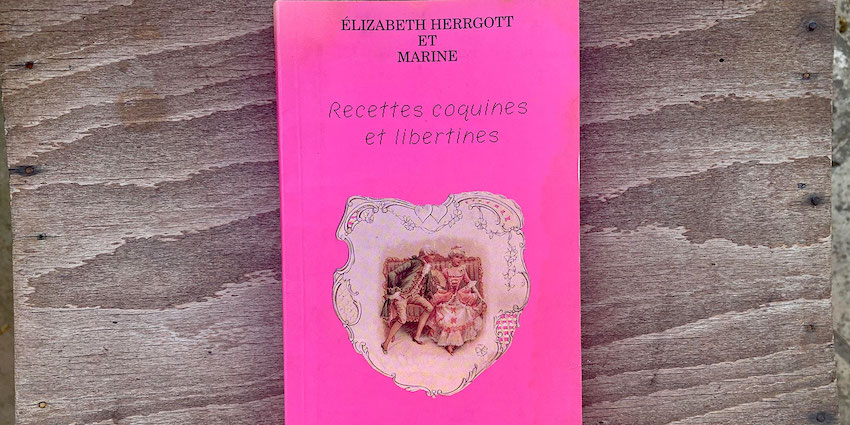 ÉLIZABETH HERRGOTT
ET
MARINE
Recettes coquines
et libertines